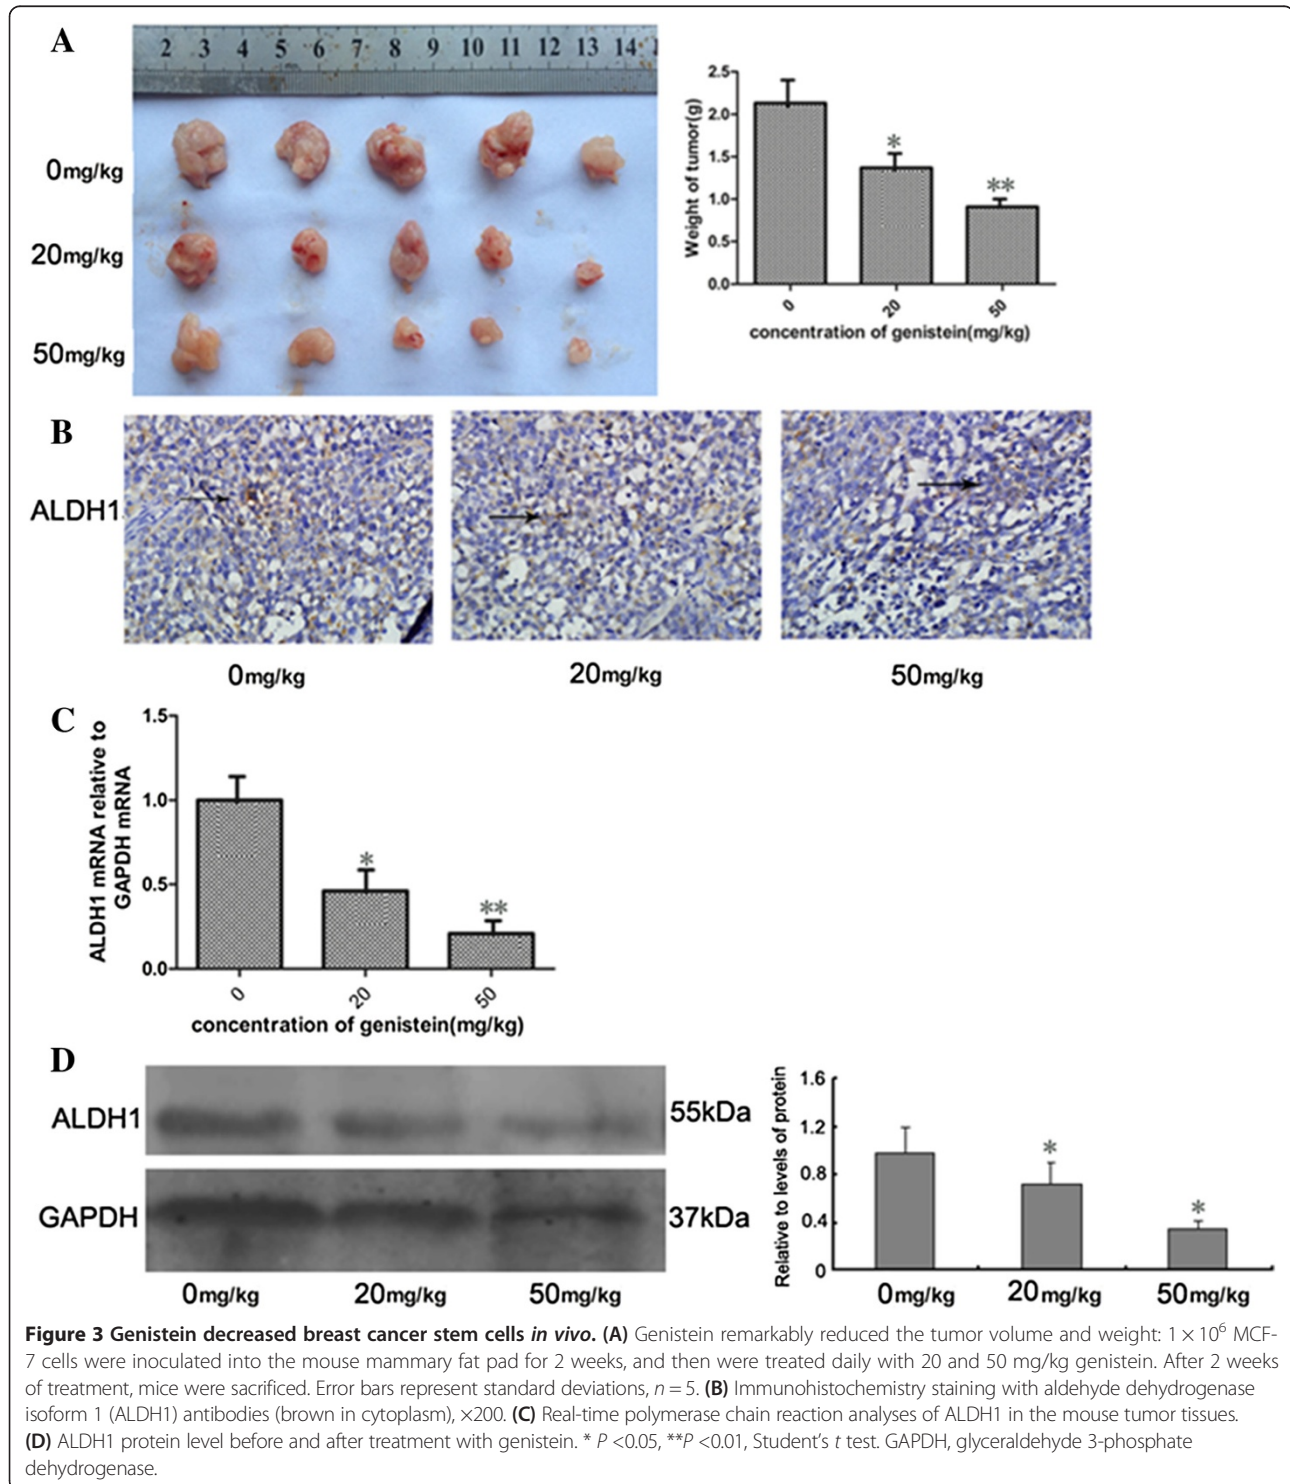 A
2 3 4 5 6 7 8 9 10 11 12 13 14
0mg/kg
20mg/kg
50mg/kg
Weight of tumor(g)
2.5
2.0
1.5
1.0
0.5
0.0
*
**
0 20 50
concentration of genistein(mg/kg)
B
ALDH1
0mg/kg 20mg/kg 50mg/kg
C
ALDH1 mRNA relative to
GAPDH mRNA
1.5
1.0
0.5
0.0
*
**
0 20 50
concentration of genistein(mg/kg)
D
ALDH1 55kDa
GAPDH 37kDa
0mg/kg 20mg/kg 50mg/kg
Relative to levels of protein
1.6
1.2
0.8
0.4
0
*
*
0mg/kg 20mg/kg 50mg/kg
Figure 3 Genistein decreased breast cancer stem cells in vivo. (A) Genistein remarkably reduced the tumor volume and weight: 1 × 10⁶ MCF-
7 cells were inoculated into the mouse mammary fat pad for 2 weeks, and then were treated daily with 20 and 50 mg/kg genistein. After 2 weeks
of treatment, mice were sacrificed. Error bars represent standard deviations, n = 5. (B) Immunohistochemistry staining with aldehyde dehydrogenase
isoform 1 (ALDH1) antibodies (brown in cytoplasm), ×200. (C) Real-time polymerase chain reaction analyses of ALDH1 in the mouse tumor tissues.
(D) ALDH1 protein level before and after treatment with genistein. * P <0.05, **P <0.01, Student's t test. GAPDH, glyceraldehyde 3-phosphate
dehydrogenase.